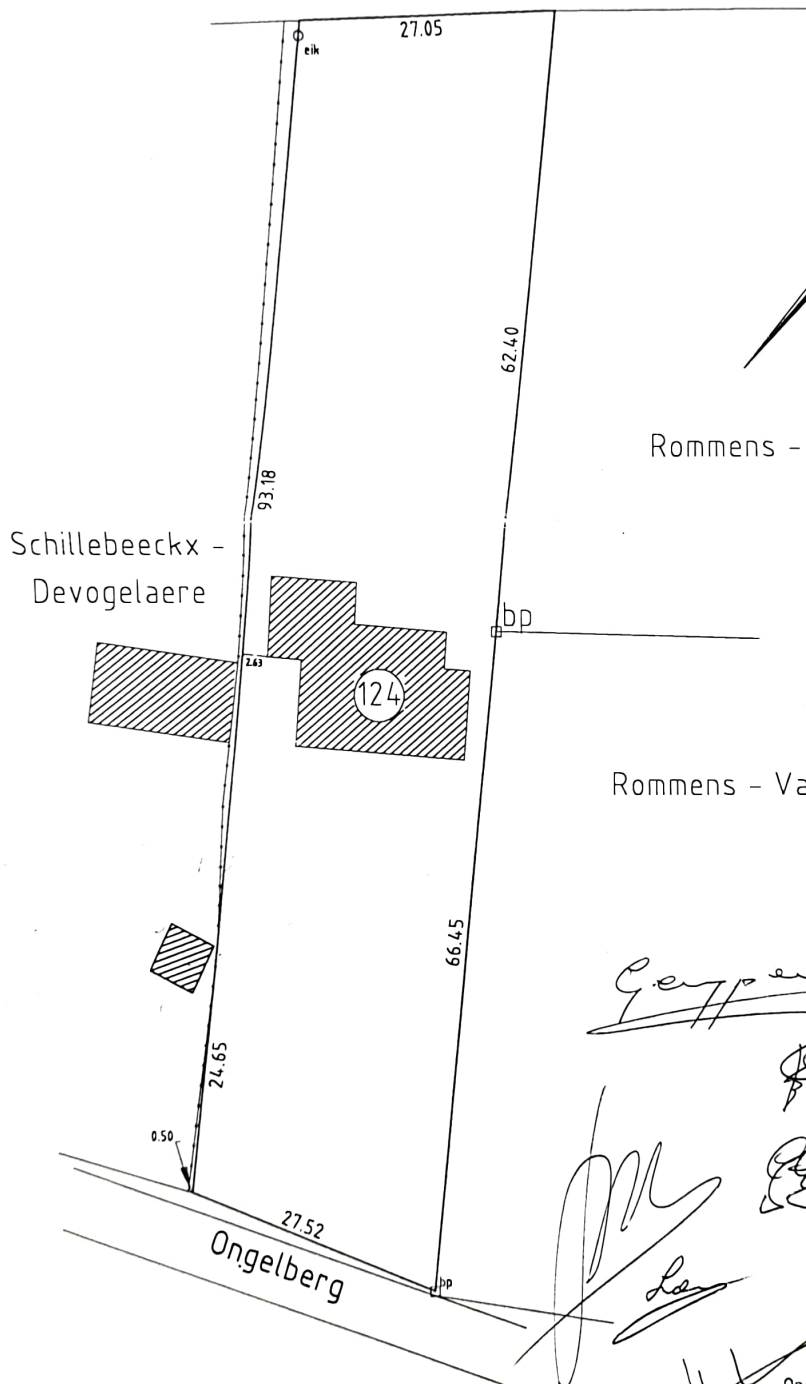 27.05
eik
62.40
Rommens -
93.18
Schillebeeckx -
Devogelaere
bp
2.63
124
Rommens - Va
66.45
24.65
0.50
27.52
Ongelberg
bp